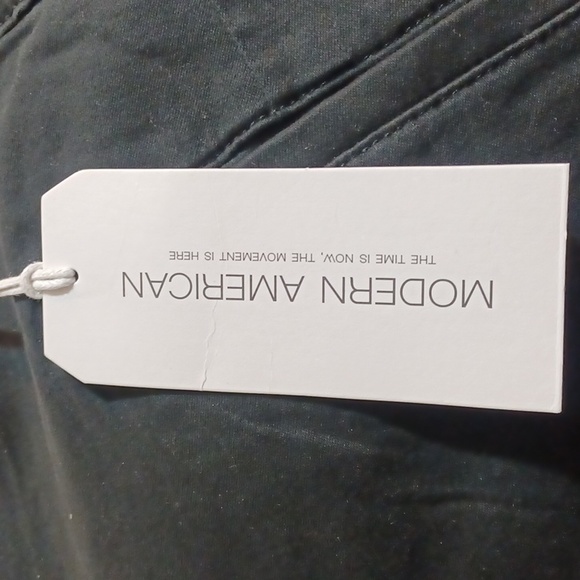 MODERN AMERICAN
THE TIME IS NOW, THE MOVEMENT IS HERE